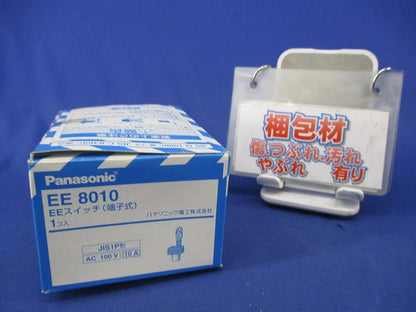 Panasonic
EE 8010
EEスイッチ(端子式)
1コ入
パナソニック電工株式会社
JIS1P形
AC 100V 10A
梱包材
傷つぶれ、汚れ
やぶれ 有り